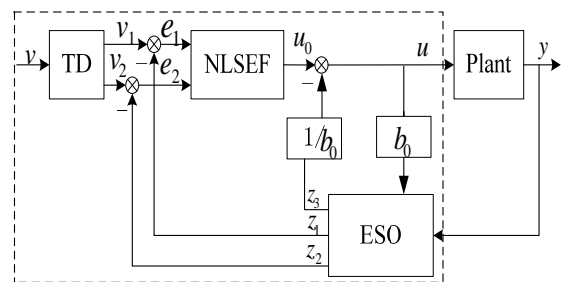 v
TD
v₁
v₂
e₁
e₂
−
−
NLSEF
u₀
−
u
Plant
y
1/b₀
b₀
z₃
z₁
z₂
ESO